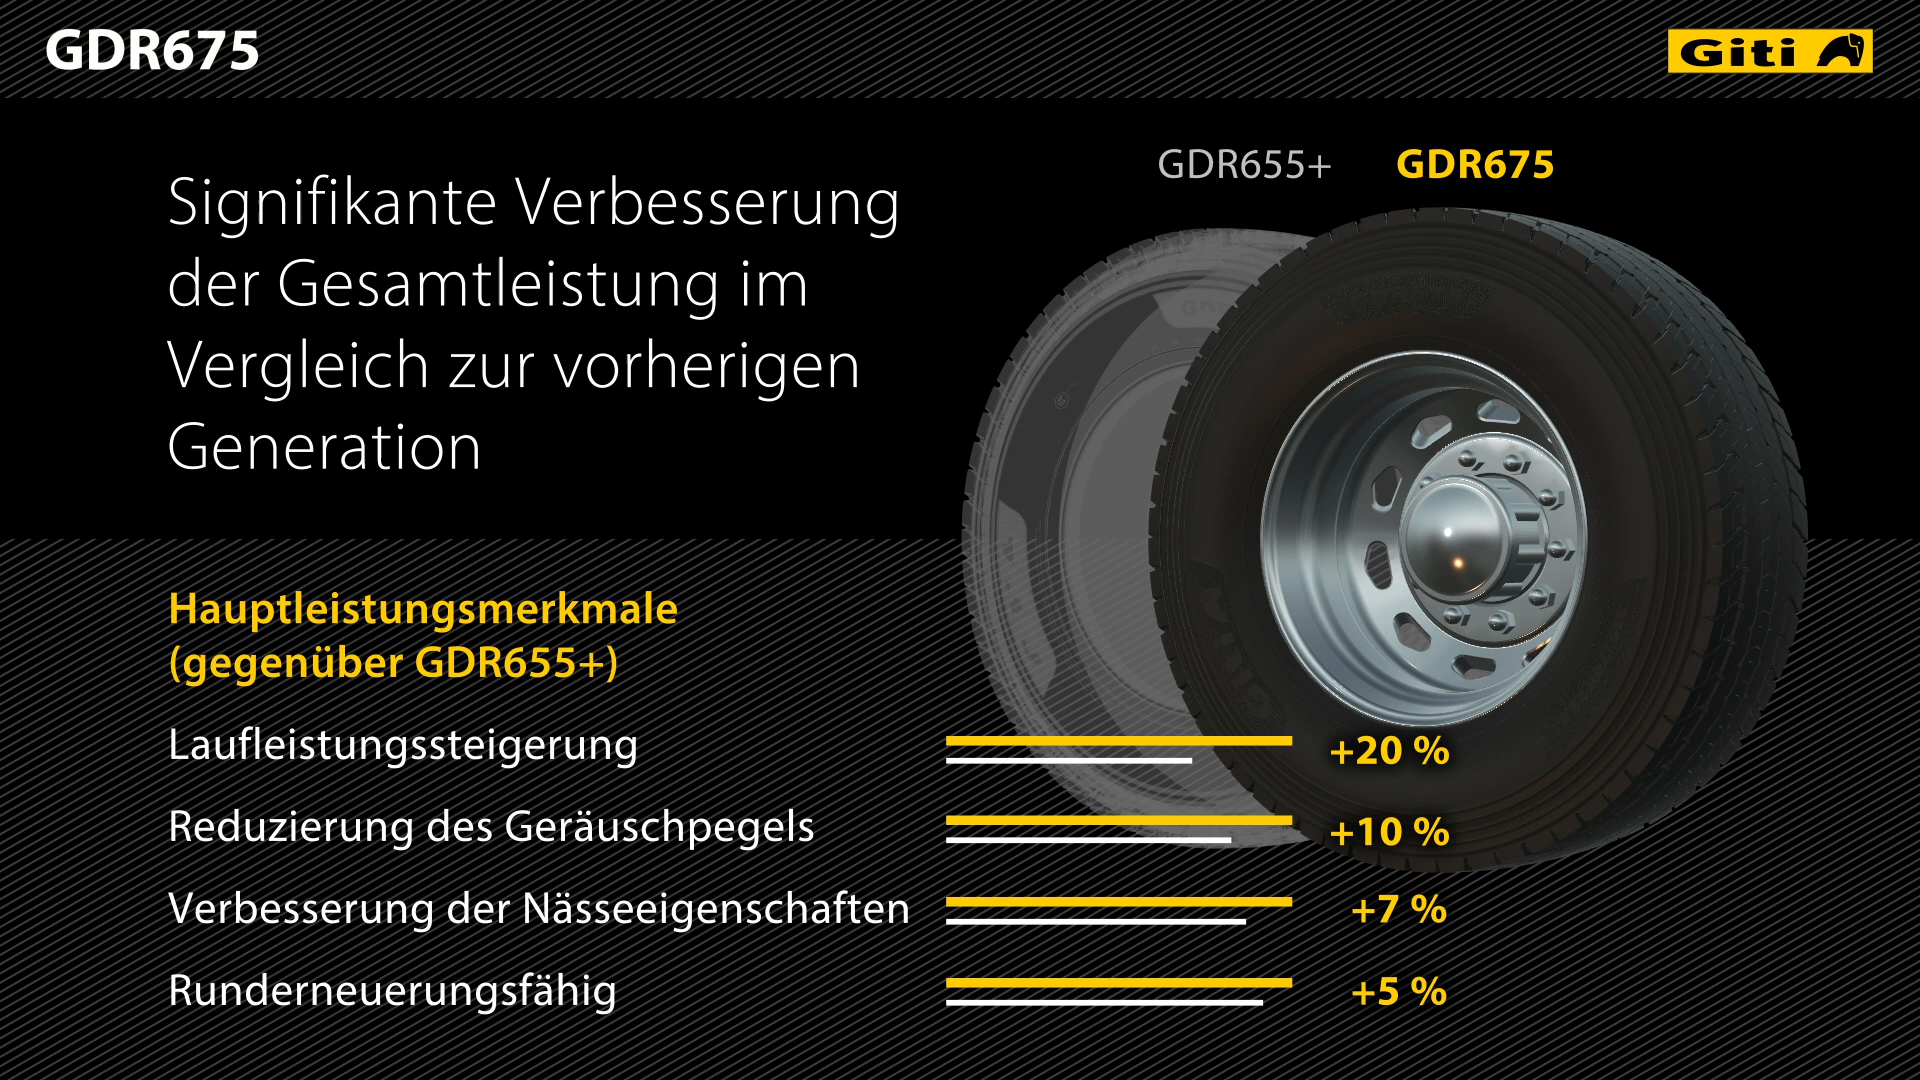 GDR675
Giti
GDR655+
GDR675
Signifikante Verbesserung
der Gesamtleistung im
Vergleich zur vorherigen
Generation
Hauptleistungsmerkmale
(gegenüber GDR655+)
Laufleistungssteigerung
+20 %
Reduzierung des Geräuschpegels
+10 %
Verbesserung der Nässeeigenschaften
+7 %
Runderneuerungsfähig
+5 %